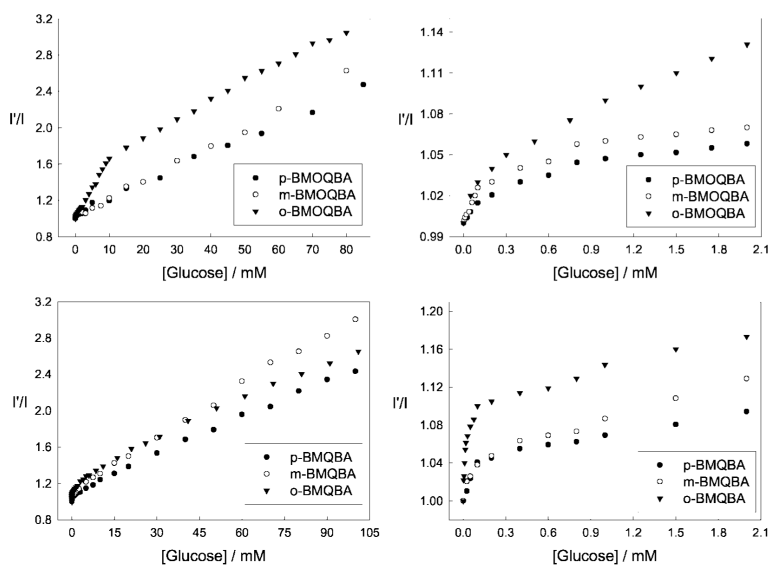 3.2
2.8
2.4
2.0
1.6
1.2
0.8
I'/I
0 10 20 30 40 50 60 70 80
[Glucose] / mM
p-BMOQBA
m-BMOQBA
o-BMOQBA
1.14
1.11
1.08
1.05
1.02
0.99
I'/I
0.0 0.3 0.6 0.9 1.2 1.5 1.8 2.1
[Glucose] / mM
p-BMOQBA
m-BMOQBA
o-BMOQBA
3.2
2.8
2.4
2.0
1.6
1.2
0.8
I'/I
0 15 30 45 60 75 90 105
[Glucose] / mM
p-BMQBA
m-BMQBA
o-BMQBA
1.20
1.16
1.12
1.08
1.04
1.00
I'/I
0.0 0.3 0.6 0.9 1.2 1.5 1.8 2.1
[Glucose] / mM
p-BMQBA
m-BMQBA
o-BMQBA